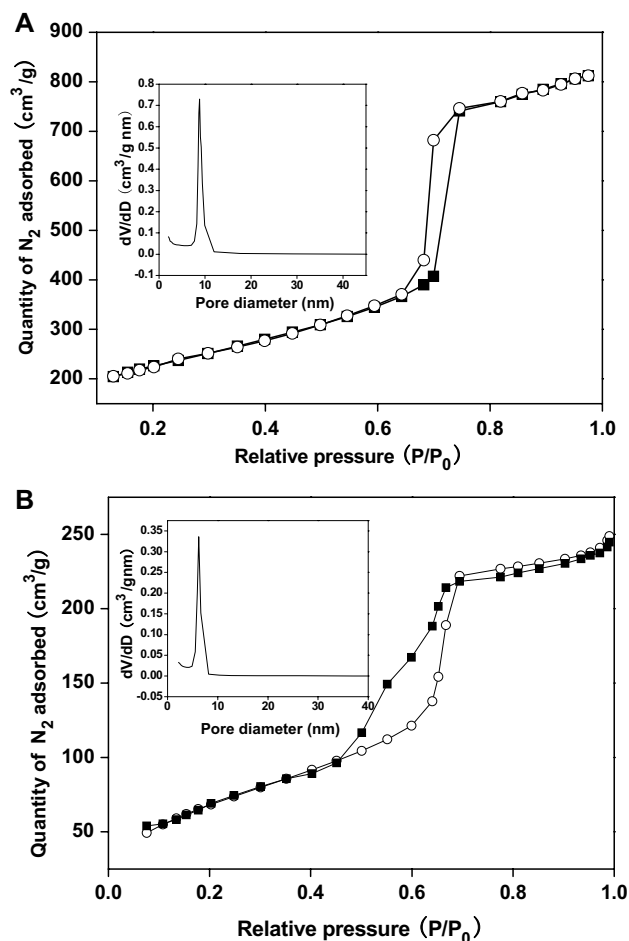 A
Quantity of N2 adsorbed (cm3/g)
900
800
700
600
500
400
300
200
0.2 0.4 0.6 0.8 1.0
Relative pressure (P/P0)
dV/dD (cm3/g nm)
0.8
0.7
0.6
0.5
0.4
0.3
0.2
0.1
0.0
-0.1
0 10 20 30 40
Pore diameter (nm)
B
Quantity of N2 adsorbed (cm3/g)
250
200
150
100
50
0.0 0.2 0.4 0.6 0.8 1.0
Relative pressure (P/P0)
dV/dD (cm3/gnm)
0.35
0.30
0.25
0.20
0.15
0.10
0.05
0.00
-0.05
0 10 20 30 40
Pore diameter (nm)